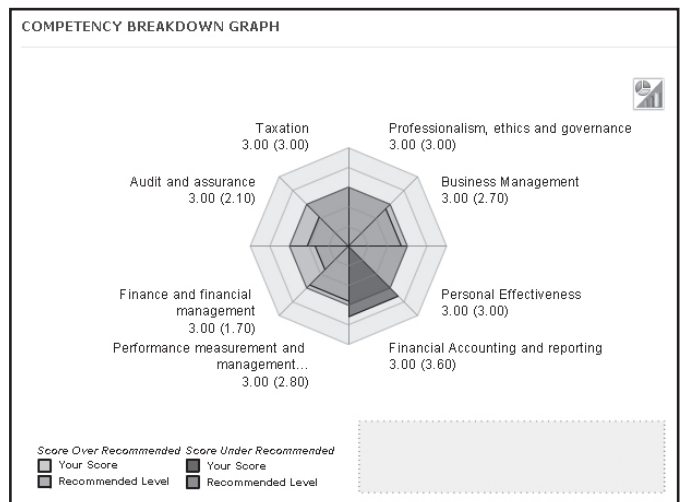 COMPETENCY BREAKDOWN GRAPH
Taxation
3.00 (3.00)
Professionalism, ethics and governance
3.00 (3.00)
Audit and assurance
3.00 (2.10)
Business Management
3.00 (2.70)
Finance and financial
management
3.00 (1.70)
Personal Effectiveness
3.00 (3.00)
Performance measurement and
management...
3.00 (2.80)
Financial Accounting and reporting
3.00 (3.60)
Score Over Recommended Score Under Recommended
Your Score Your Score
Recommended Level Recommended Level